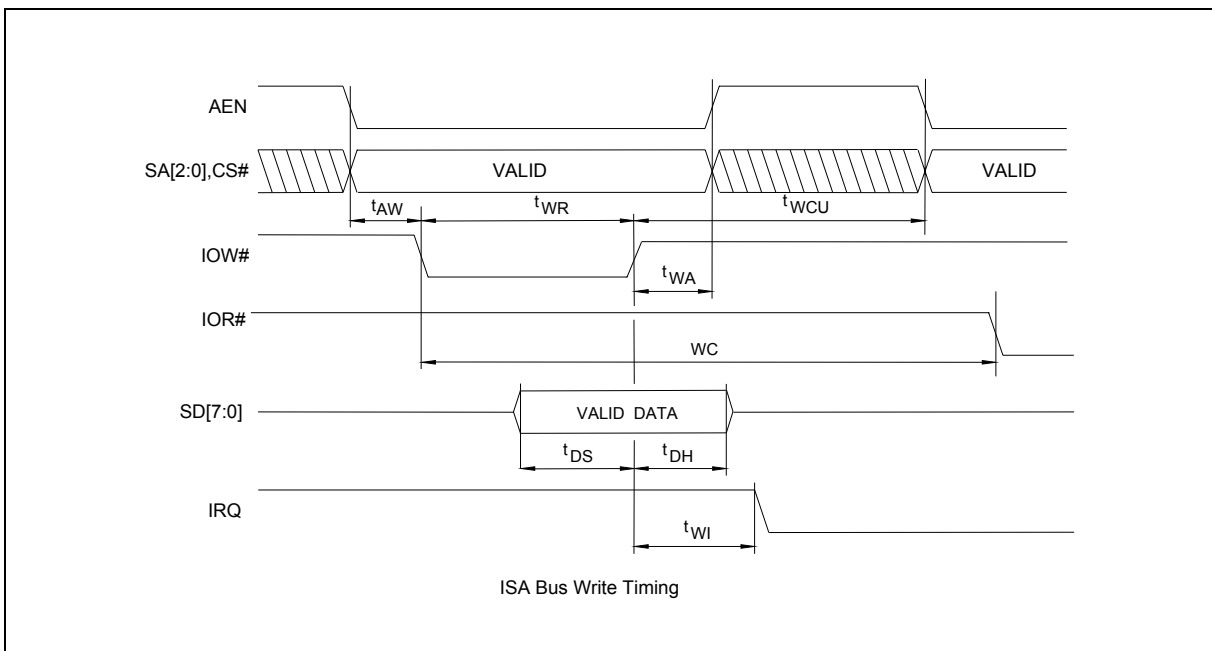 AEN
SA[2:0],CS#
VALID
VALID
tAW
tWR
tWCU
IOW#
tWA
IOR#
WC
SD[7:0]
VALID DATA
tDS
tDH
IRQ
tWI
ISA Bus Write Timing